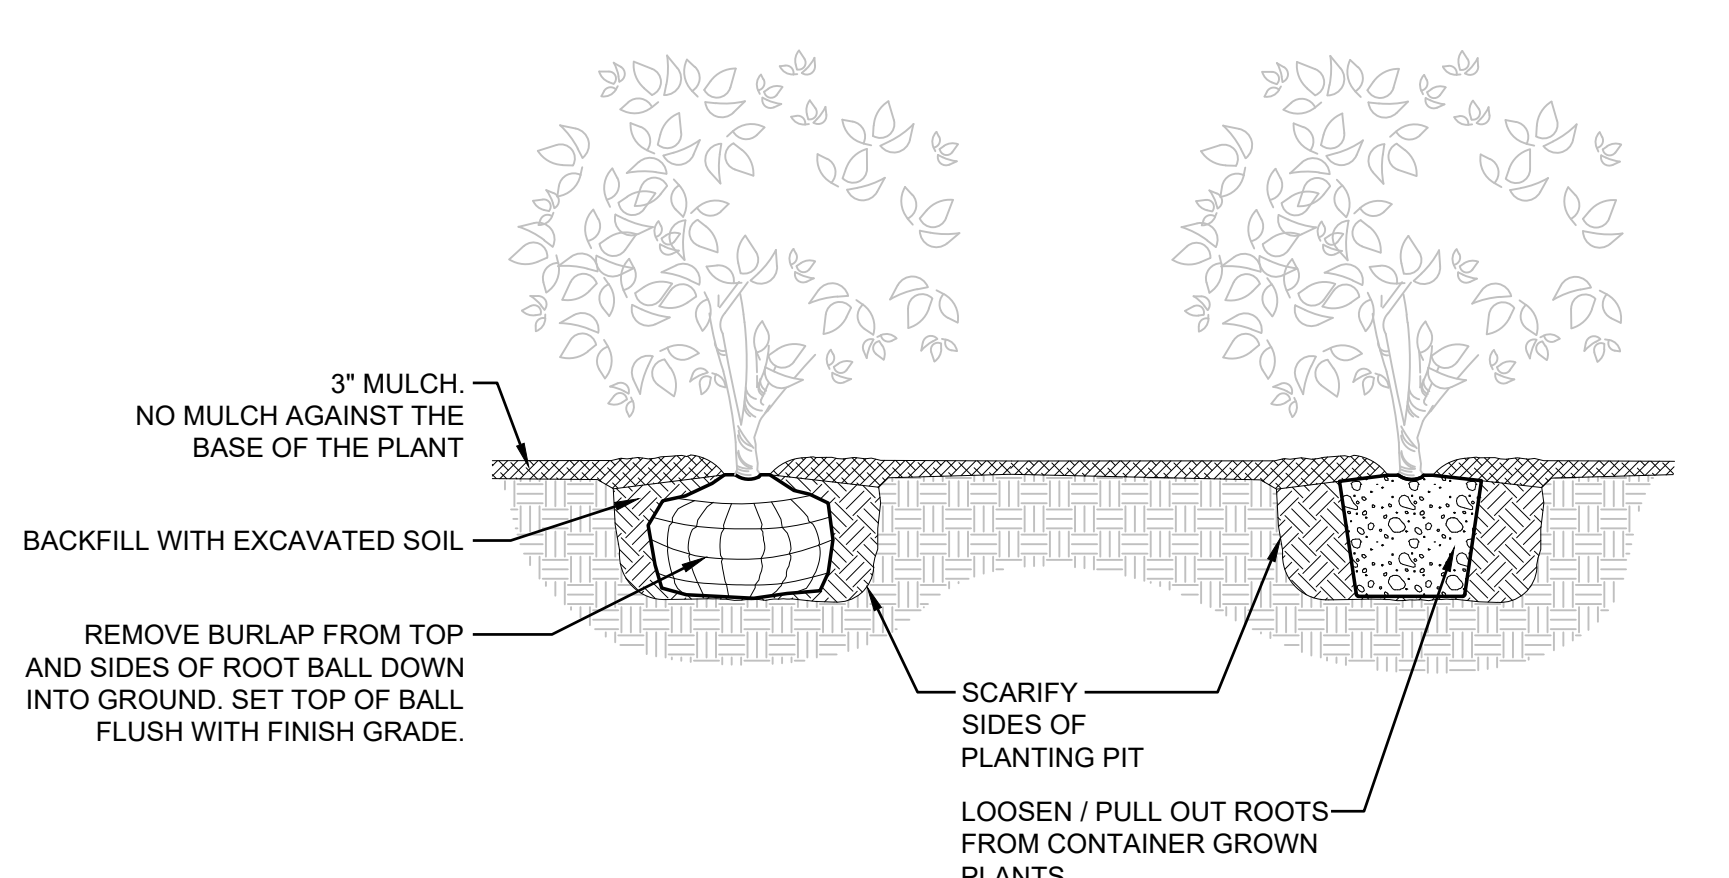 3" MULCH.
NO MULCH AGAINST THE
BASE OF THE PLANT
BACKFILL WITH EXCAVATED SOIL
REMOVE BURLAP FROM TOP
AND SIDES OF ROOT BALL DOWN
INTO GROUND. SET TOP OF BALL
FLUSH WITH FINISH GRADE.
SCARIFY
SIDES OF
PLANTING PIT
LOOSEN / PULL OUT ROOTS
FROM CONTAINER GROWN
PLANTS